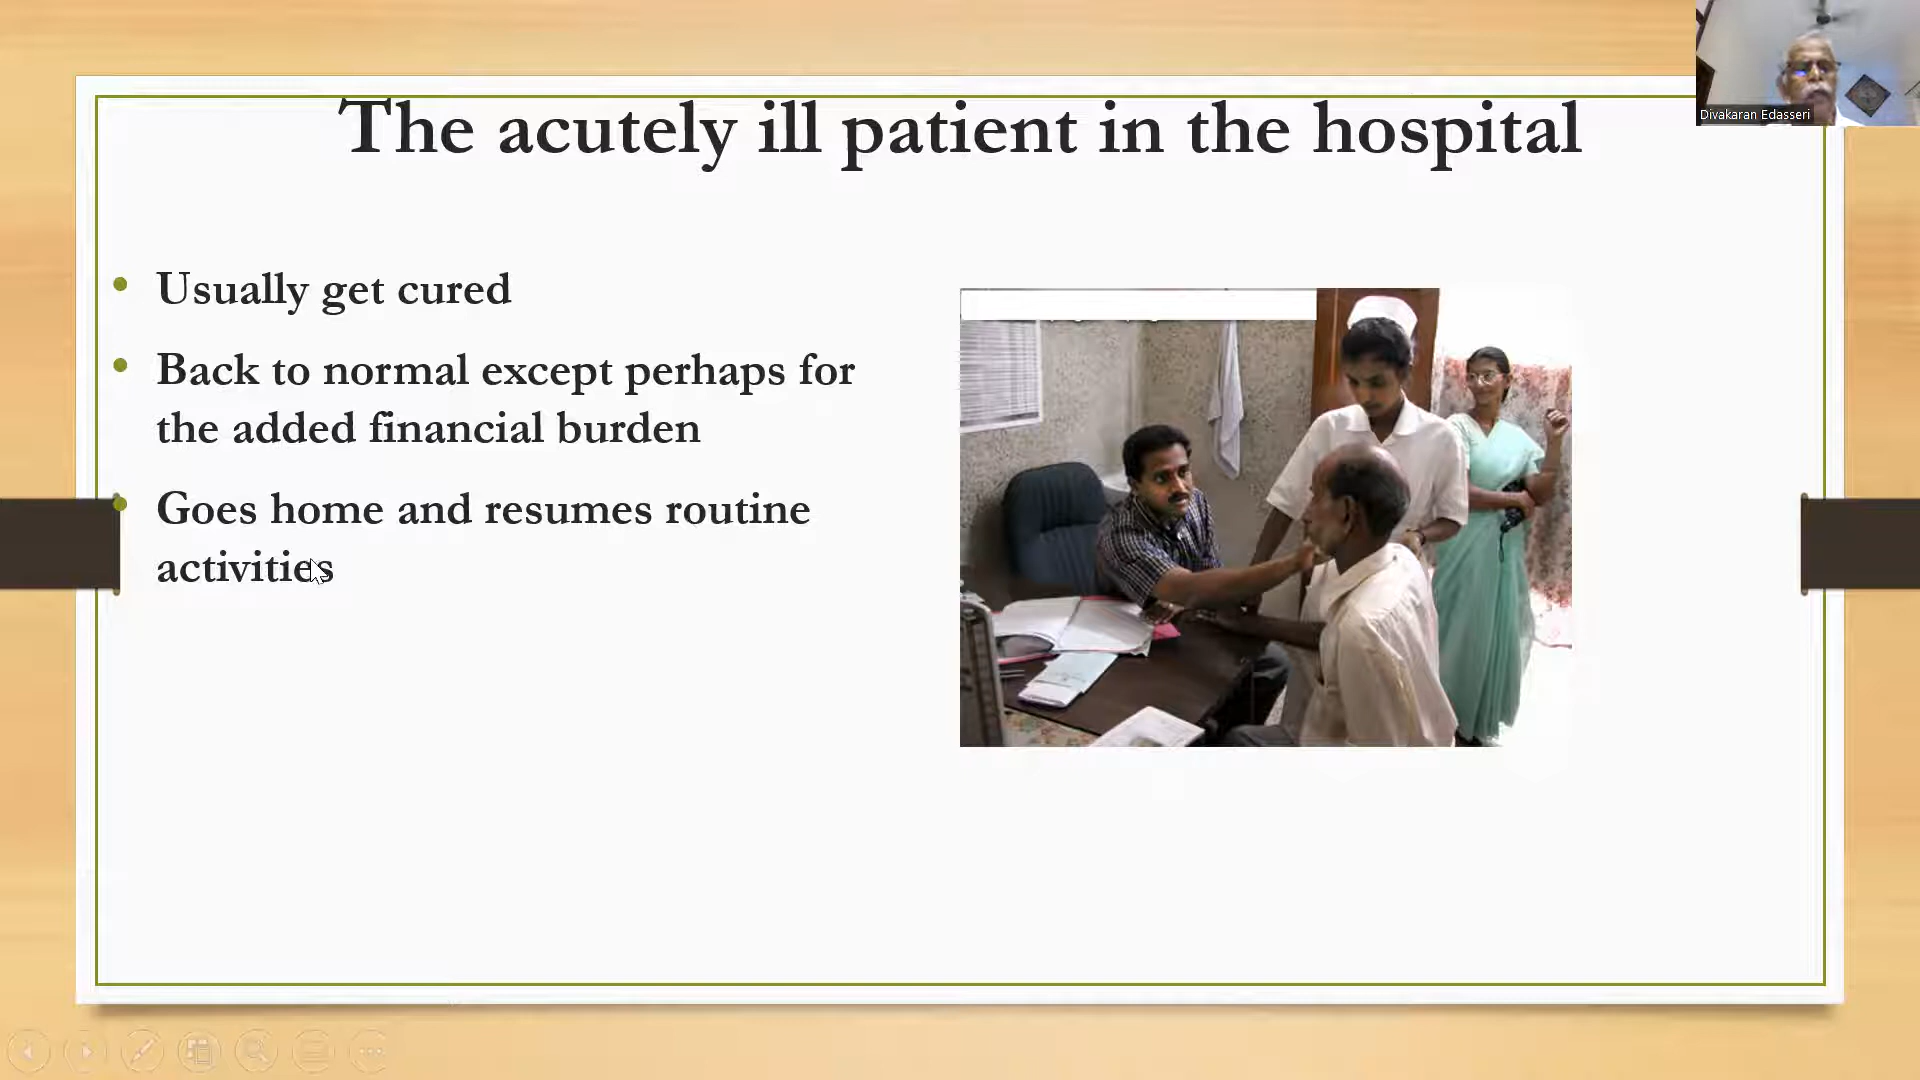 The acutely ill patient in the hospital
Divakaran Edasseri
• Usually get cured
• Back to normal except perhaps for
the added financial burden
• Goes home and resumes routine
activities